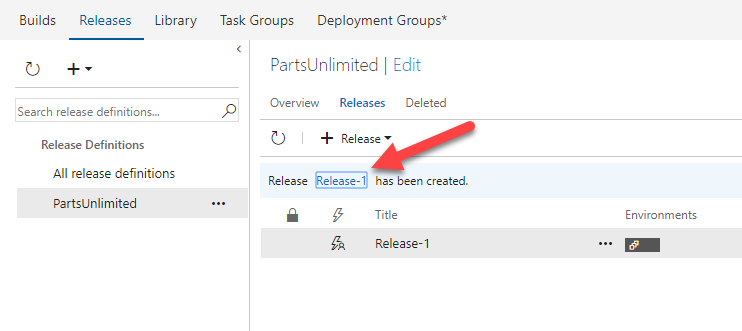 Builds Releases Library Task Groups Deployment Groups*
PartsUnlimited | Edit
Overview Releases Deleted
Search release definitions...
Release
Release Definitions
All release definitions
PartsUnlimited ...
Release Release-1 has been created.
Title Environments
Release-1 ...